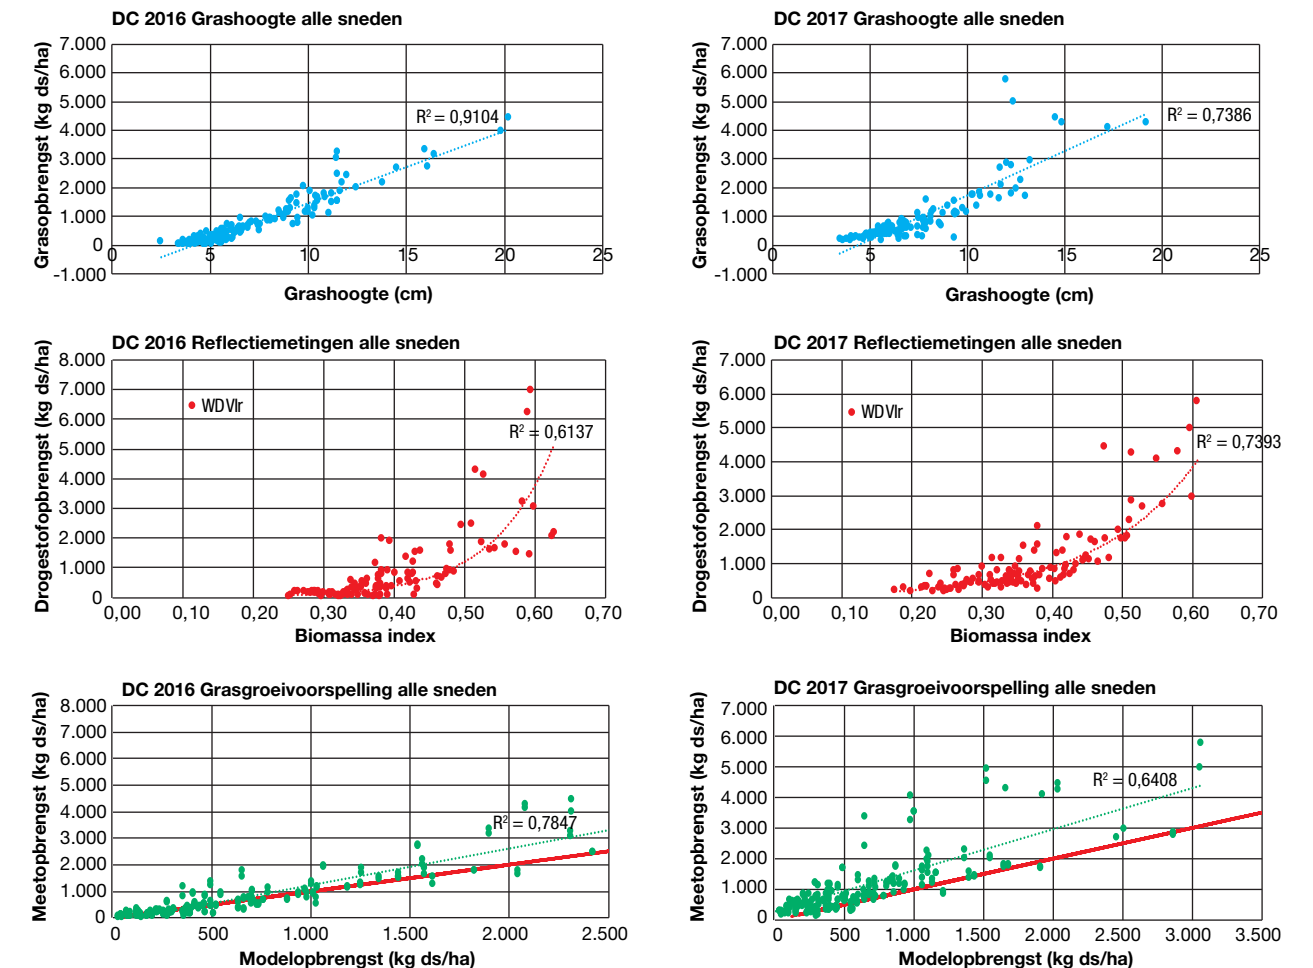 DC 2016 Grashoogte alle sneden
Grasopbrengst (kg ds/ha)
7.000
6.000
5.000
4.000
3.000
2.000
1.000
0
-1.000
R² = 0,9104
0 5 10 15 20 25
Grashoogte (cm)
DC 2017 Grashoogte alle sneden
Grasopbrengst (kg ds/ha)
7.000
6.000
5.000
4.000
3.000
2.000
1.000
0
-1.000
R² = 0,7386
0 5 10 15 20 25
Grashoogte (cm)
DC 2016 Reflectiemetingen alle sneden
Drogestofopbrengst (kg ds/ha)
8.000
7.000
6.000
5.000
4.000
3.000
2.000
1.000
0
WDVIr
R² = 0,6137
0,00 0,10 0,20 0,30 0,40 0,50 0,60 0,70
Biomassa index
DC 2017 Reflectiemetingen alle sneden
Drogestofopbrengst (kg ds/ha)
7.000
6.000
5.000
4.000
3.000
2.000
1.000
0
WDVIr
R² = 0,7393
0,00 0,10 0,20 0,30 0,40 0,50 0,60 0,70
Biomassa index
DC 2016 Grasgroeivoorspelling alle sneden
Meetopbrengst (kg ds/ha)
8.000
7.000
6.000
5.000
4.000
3.000
2.000
1.000
0
R² = 0,7847
0 500 1.000 1.500 2.000 2.500
Modelopbrengst (kg ds/ha)
DC 2017 Grasgroeivoorspelling alle sneden
Meetopbrengst (kg ds/ha)
7.000
6.000
5.000
4.000
3.000
2.000
1.000
0
R² = 0,6408
0 500 1.000 1.500 2.000 2.500 3.000 3.500
Modelopbrengst (kg ds/ha)